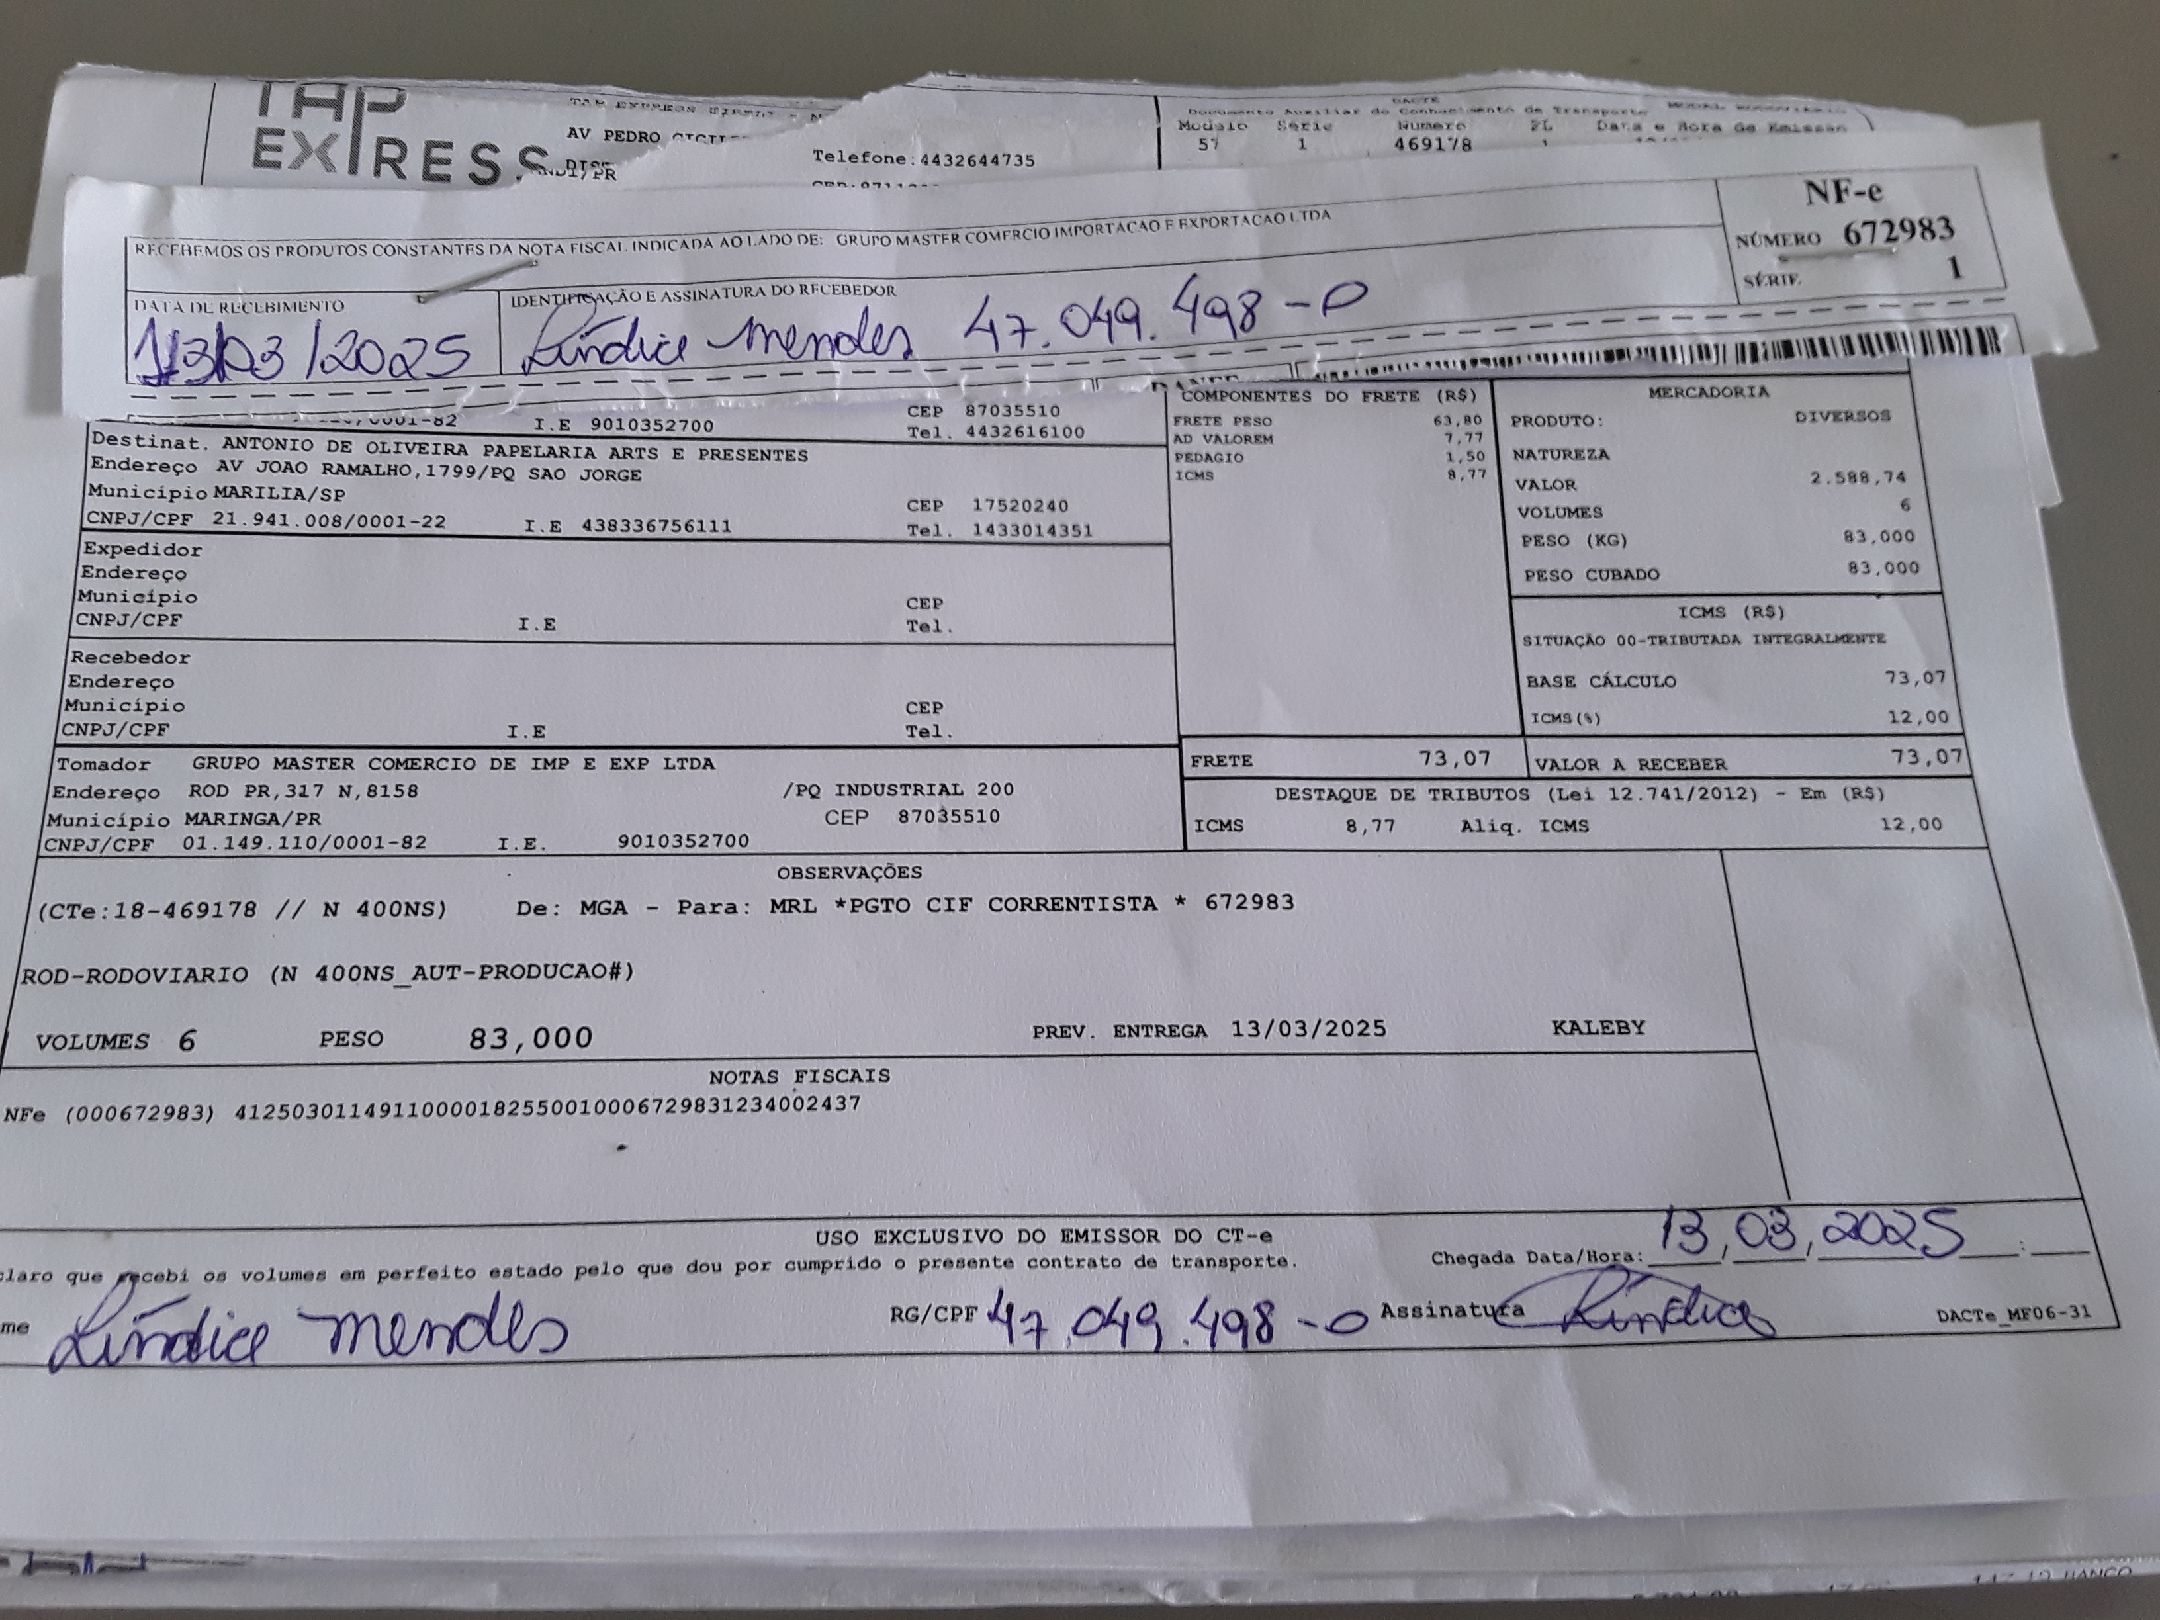 TAP
EXPRESS
AV PEDRO
Telefone:4432644735
DACTE
Documento Auxiliar do Conhecimento de Transporte MODAL RODOVIARIO
Modelo Série Número FL Data e Hora de Emissão
57 1 469178 1
RECEBEMOS OS PRODUTOS CONSTANTES DA NOTA FISCAL INDICADA AO LADO DE: GRUPO MASTER COMERCIO IMPORTACAO E EXPORTACAO LTDA
NF-e
NÚMERO 672983
SÉRIE 1
DATA DE RECEBIMENTO
13/03/2025
IDENTIFICAÇÃO E ASSINATURA DO RECEBEDOR
Lindice mendes 47.049.498-0
I.E 9010352700
CEP 87035510
Tel. 4432616100
Destinat. ANTONIO DE OLIVEIRA PAPELARIA ARTS E PRESENTES
Endereço AV JOAO RAMALHO,1799/PQ SAO JORGE
Município MARILIA/SP CEP 17520240
CNPJ/CPF 21.941.008/0001-22 I.E 438336756111 Tel. 1433014351
Expedidor
Endereço
Município CEP
CNPJ/CPF I.E Tel.
Recebedor
Endereço
Município CEP
CNPJ/CPF I.E Tel.
Tomador GRUPO MASTER COMERCIO DE IMP E EXP LTDA
Endereço ROD PR,317 N,8158 /PQ INDUSTRIAL 200
Município MARINGA/PR CEP 87035510
CNPJ/CPF 01.149.110/0001-82 I.E. 9010352700
COMPONENTES DO FRETE (R$)
FRETE PESO 63,80
AD VALOREM 7,77
PEDAGIO 1,50
ICMS 8,77
MERCADORIA
PRODUTO: DIVERSOS
NATUREZA
VALOR 2.588,74
VOLUMES 6
PESO (KG) 83,000
PESO CUBADO 83,000
ICMS (R$)
SITUAÇÃO 00-TRIBUTADA INTEGRALMENTE
BASE CÁLCULO 73,07
ICMS(%) 12,00
FRETE 73,07 VALOR A RECEBER 73,07
DESTAQUE DE TRIBUTOS (Lei 12.741/2012) - Em (R$)
ICMS 8,77 Aliq. ICMS 12,00
OBSERVAÇÕES
(CTe:18-469178 // N 400NS) De: MGA - Para: MRL *PGTO CIF CORRENTISTA * 672983
ROD-RODOVIARIO (N 400NS_AUT-PRODUCAO#)
VOLUMES 6 PESO 83,000 PREV. ENTREGA 13/03/2025 KALEBY
NOTAS FISCAIS
NFe (000672983) 41250301149110000182550010006729831234002437
USO EXCLUSIVO DO EMISSOR DO CT-e
claro que recebi os volumes em perfeito estado pelo que dou por cumprido o presente contrato de transporte.
Chegada Data/Hora: 13,03,2025 :
me Lindice mendes RG/CPF 47.049.498-0 Assinatura Lindice DACTe_MF06-31